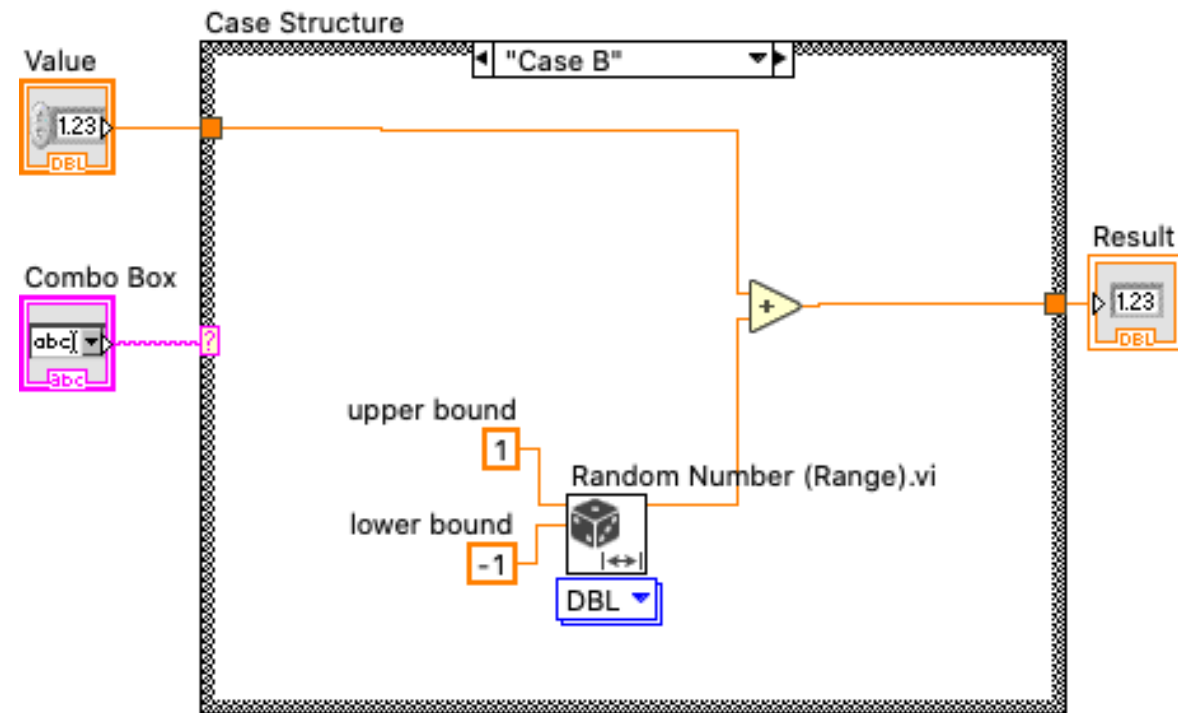 Case Structure
"Case B"
Value
1.23
DBL
Combo Box
abc
abc
?
+
Result
1.23
DBL
upper bound
1
Random Number (Range).vi
lower bound
-1
DBL